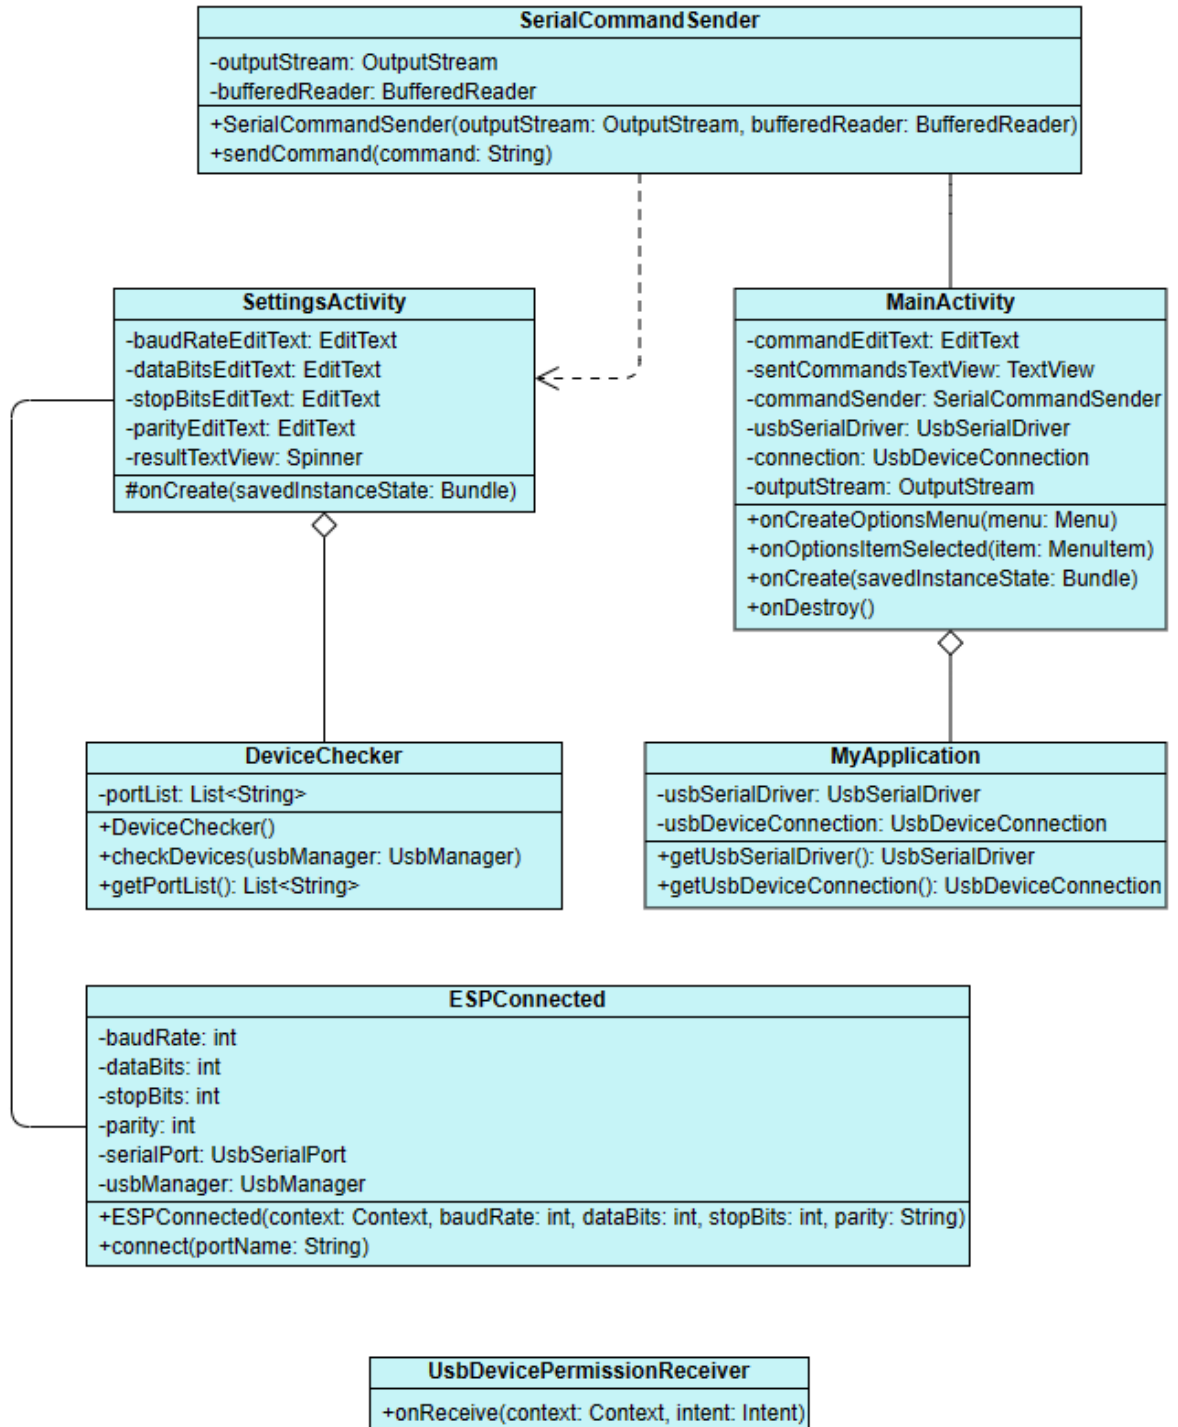 SerialCommandSender
-outputStream: OutputStream
-bufferedReader: BufferedReader
+SerialCommandSender(outputStream: OutputStream, bufferedReader: BufferedReader)
+sendCommand(command: String)
SettingsActivity
-baudRateEditText: EditText
-dataBitsEditText: EditText
-stopBitsEditText: EditText
-parityEditText: EditText
-resultTextView: Spinner
#onCreate(savedInstanceState: Bundle)
MainActivity
-commandEditText: EditText
-sentCommandsTextView: TextView
-commandSender: SerialCommandSender
-usbSerialDriver: UsbSerialDriver
-connection: UsbDeviceConnection
-outputStream: OutputStream
+onCreateOptionsMenu(menu: Menu)
+onOptionsItemSelected(item: MenuItem)
+onCreate(savedInstanceState: Bundle)
+onDestroy()
DeviceChecker
-portList: List<String>
+DeviceChecker()
+checkDevices(usbManager: UsbManager)
+getPortList(): List<String>
MyApplication
-usbSerialDriver: UsbSerialDriver
-usbDeviceConnection: UsbDeviceConnection
+getUsbSerialDriver(): UsbSerialDriver
+getUsbDeviceConnection(): UsbDeviceConnection
ESPConnected
-baudRate: int
-dataBits: int
-stopBits: int
-parity: int
-serialPort: UsbSerialPort
-usbManager: UsbManager
+ESPConnected(context: Context, baudRate: int, dataBits: int, stopBits: int, parity: String)
+connect(portName: String)
UsbDevicePermissionReceiver
+onReceive(context: Context, intent: Intent)